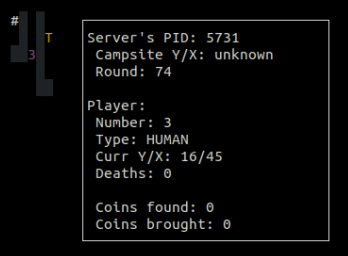 #
Server's PID: 5731
T
Campsite Y/X: unknown
3
Round: 74
Player:
Number: 3
Type: HUMAN
Curr Y/X: 16/45
Deaths: 0
Coins found: 0
Coins brought: 0